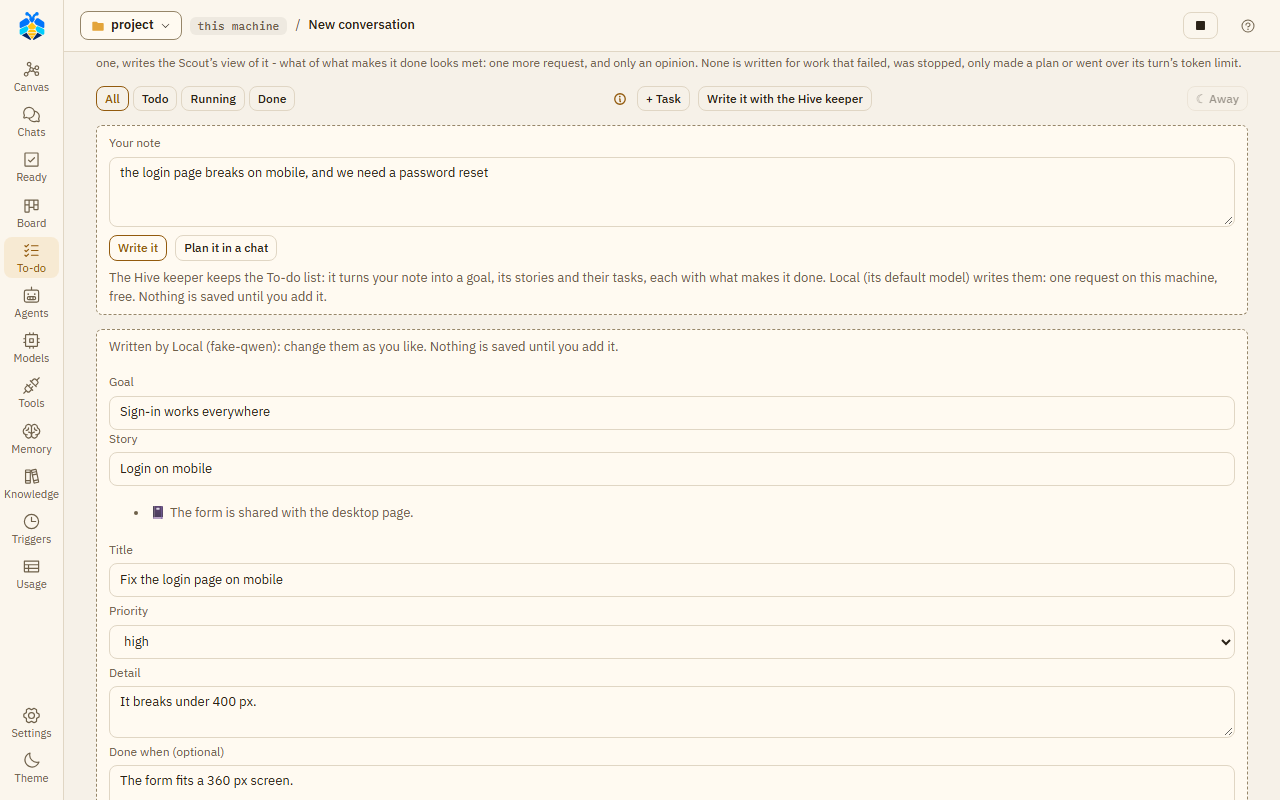 project
this machine
/
New conversation
Canvas
Chats
Ready
Board
To-do
Agents
Models
Tools
Memory
Knowledge
Triggers
Usage
Settings
Theme
one, writes the Scout's view of it - what of what makes it done looks met: one more request, and only an opinion. None is written for work that failed, was stopped, only made a plan or went over its turn's token limit.
All
Todo
Running
Done
+ Task
Write it with the Hive keeper
☾ Away
Your note
the login page breaks on mobile, and we need a password reset
Write it
Plan it in a chat
The Hive keeper keeps the To-do list: it turns your note into a goal, its stories and their tasks, each with what makes it done. Local (its default model) writes them: one request on this machine,
free. Nothing is saved until you add it.
Written by Local (fake-qwen): change them as you like. Nothing is saved until you add it.
Goal
Sign-in works everywhere
Story
Login on mobile
• The form is shared with the desktop page.
Title
Fix the login page on mobile
Priority
high
Detail
It breaks under 400 px.
Done when (optional)
The form fits a 360 px screen.